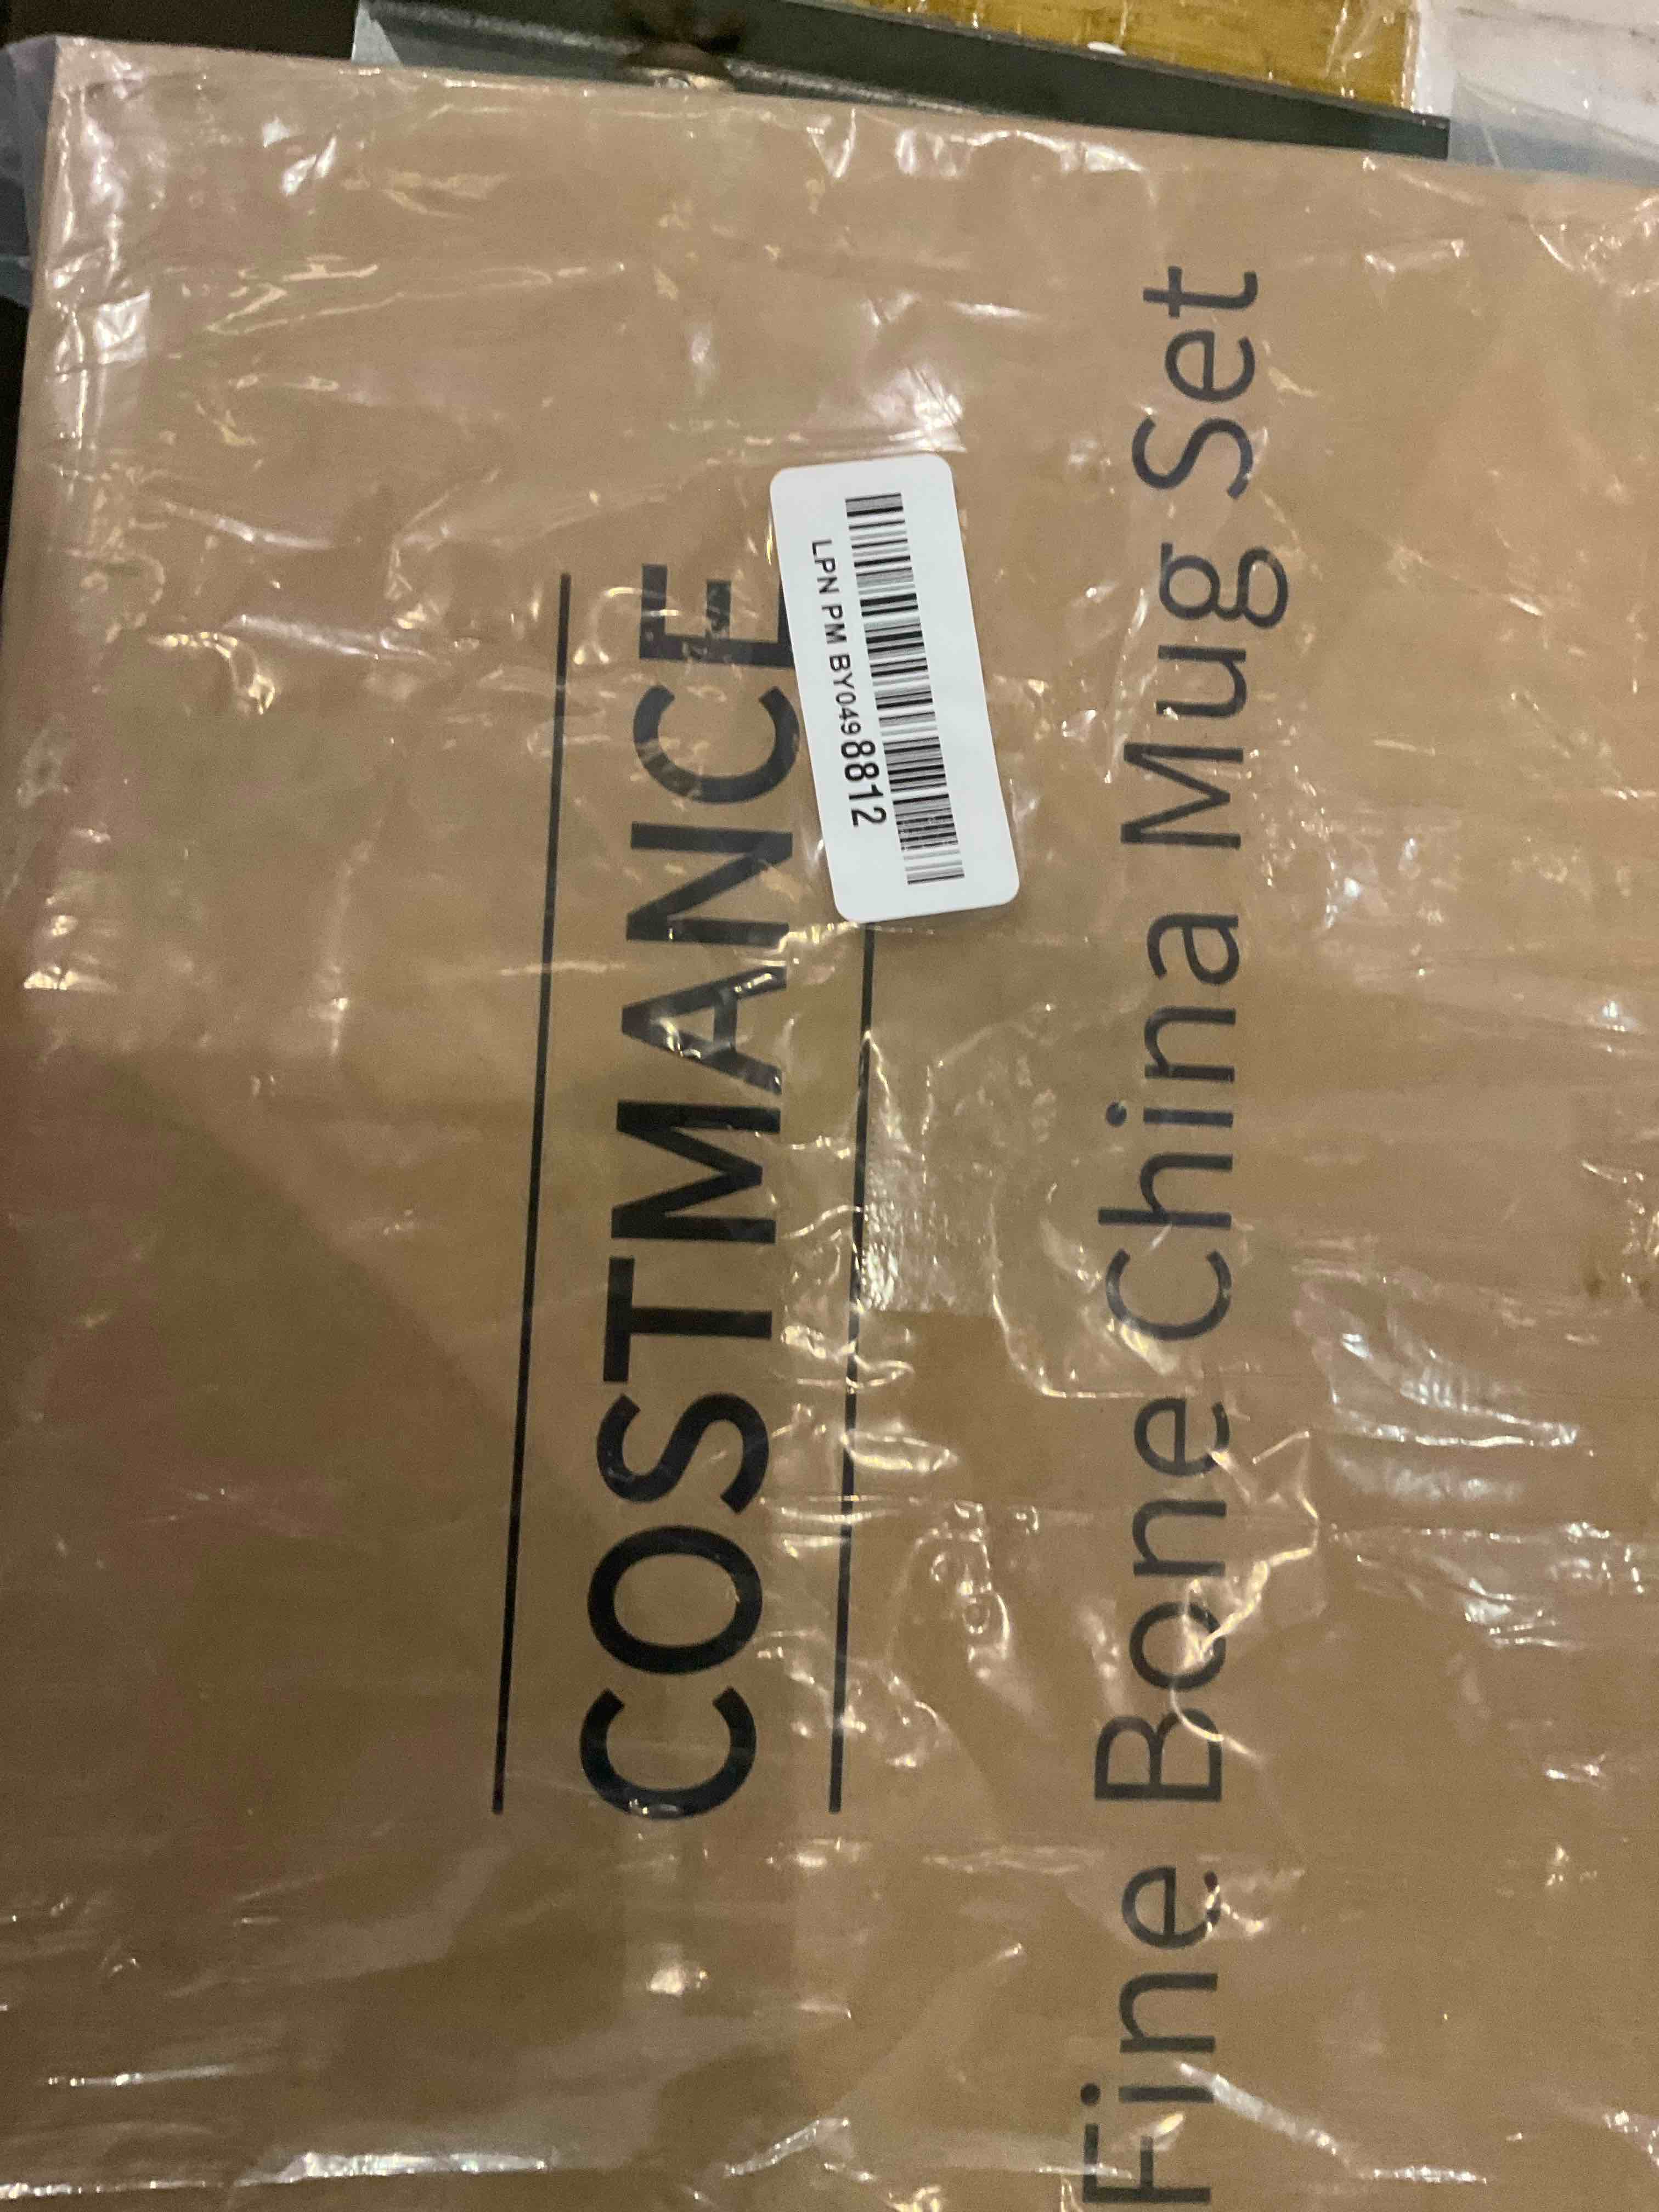 COSTMANCE
LPN PM BY0498812
Fine Bone China Mug Set